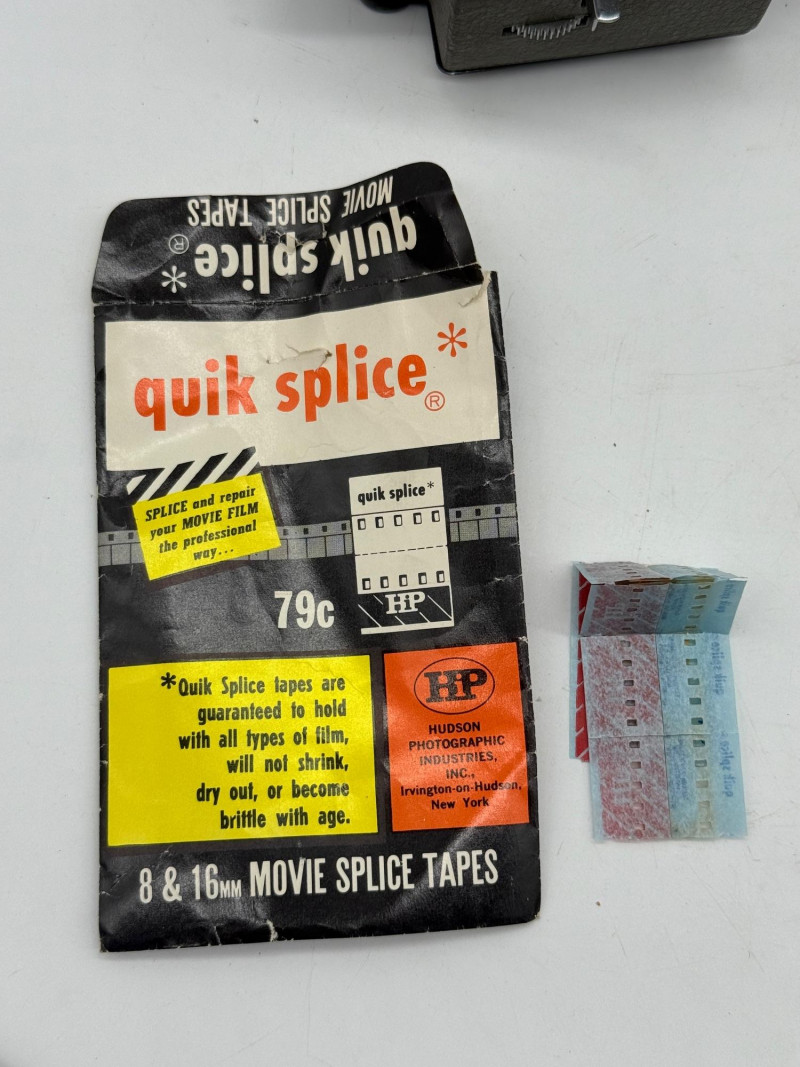 quik splice*®
MOVIE SPLICE TAPES
quik splice*®
SPLICE and repair
your MOVIE FILM
the professional
way...
quik splice*
HiP
79c
*Quik Splice tapes are
guaranteed to hold
with all types of film,
will not shrink,
dry out, or become
brittle with age.
HiP
HUDSON
PHOTOGRAPHIC
INDUSTRIES,
INC.,
Irvington-on-Hudson,
New York
8 & 16MM MOVIE SPLICE TAPES